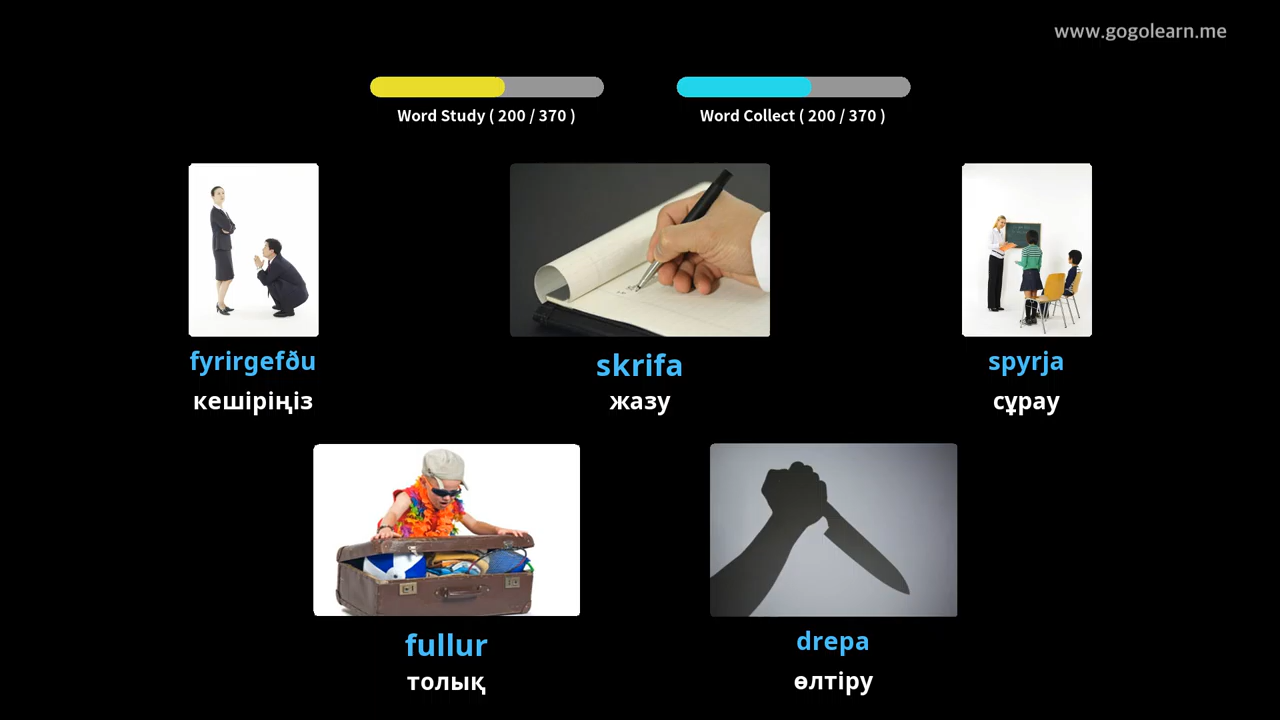 www.gogolearn.me
Word Study ( 200 / 370 )
Word Collect ( 200 / 370 )
fyrirgefðu
кешіріңіз
skrifa
жазу
spyrja
сұрау
fullur
толық
drepa
өлтіру